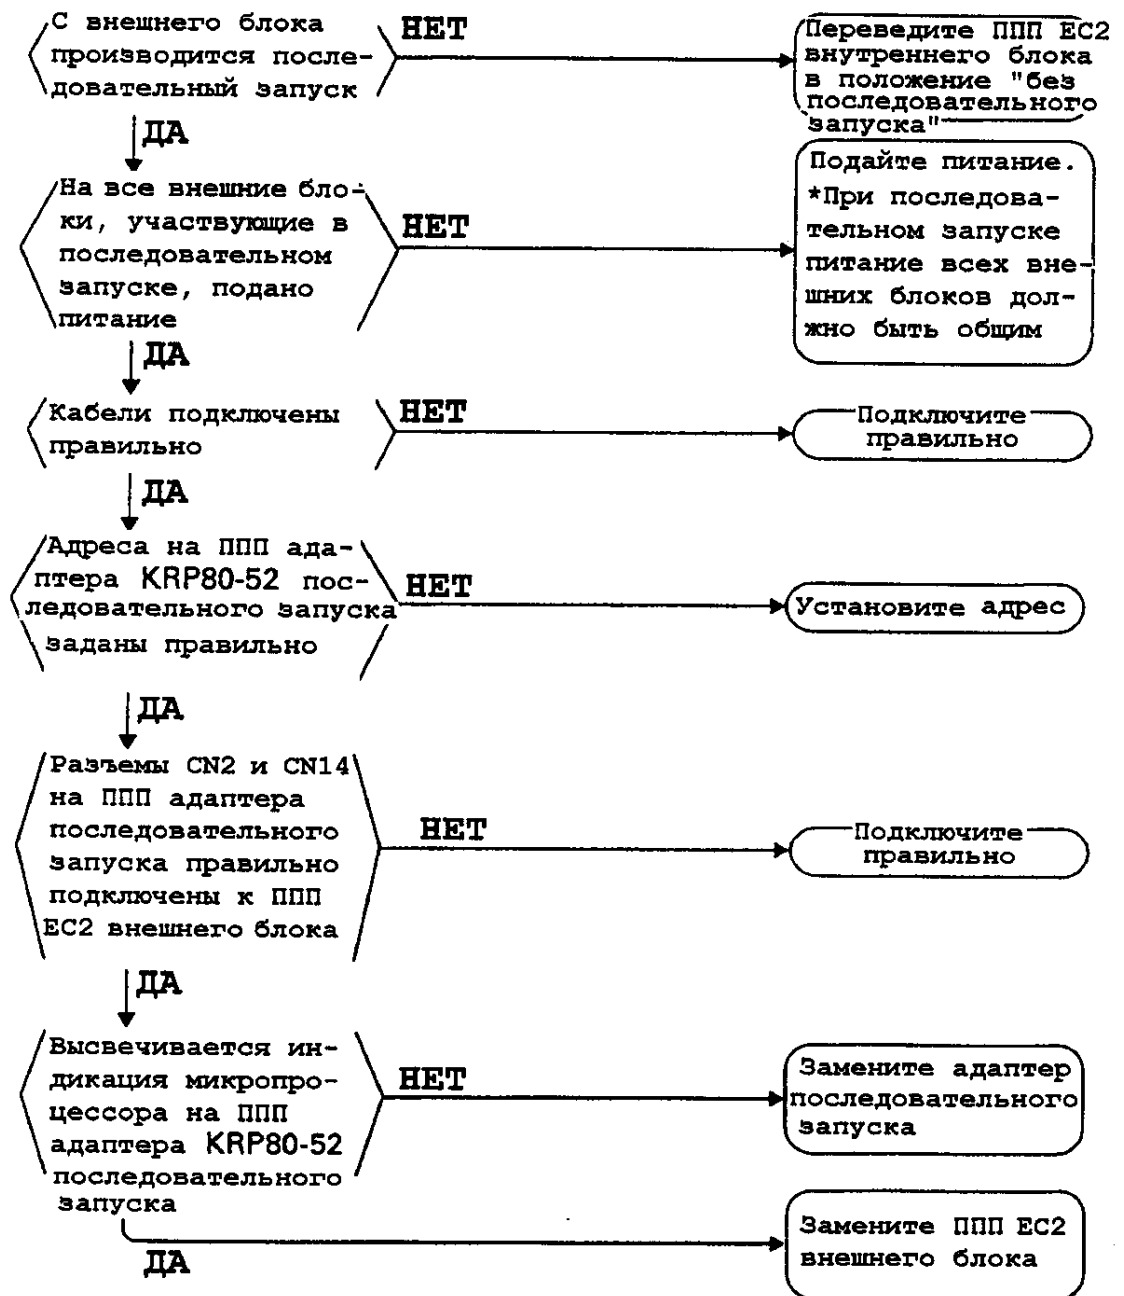 С внешнего блока
производится после-
довательный запуск
НЕТ
Переведите ППП EC2
внутреннего блока
в положение "без
последовательного
запуска"
ДА
На все внешние бло-
ки, участвующие в
последовательном
запуске, подано
питание
НЕТ
Подайте питание.
*При последова-
тельном запуске
питание всех вне-
шних блоков дол-
жно быть общим
ДА
Кабели подключены
правильно
НЕТ
Подключите
правильно
ДА
Адреса на ППП ада-
птера KRP80-52 пос-
ледовательного запуска
заданы правильно
НЕТ
Установите адрес
ДА
Разъемы CN2 и CN14
на ППП адаптера
последовательного
запуска правильно
подключены к ППП
EC2 внешнего блока
НЕТ
Подключите
правильно
ДА
Высвечивается ин-
дикация микропро-
цессора на ППП
адаптера KRP80-52
последовательного
запуска
НЕТ
Замените адаптер
последовательного
запуска
ДА
Замените ППП EC2
внешнего блока